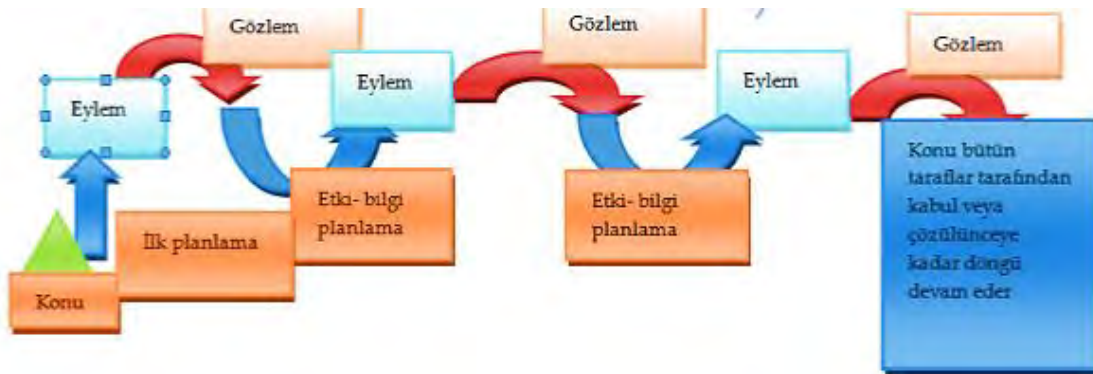 Gözlem
Gözlem
Gözlem
Eylem
Eylem
Eylem
İlk planlama
Etki- bilgi
planlama
Etki- bilgi
planlama
Konu
Konu bütün
taraflar tarafından
kabul veya
çözülünceye
kadar döngü
devam eder